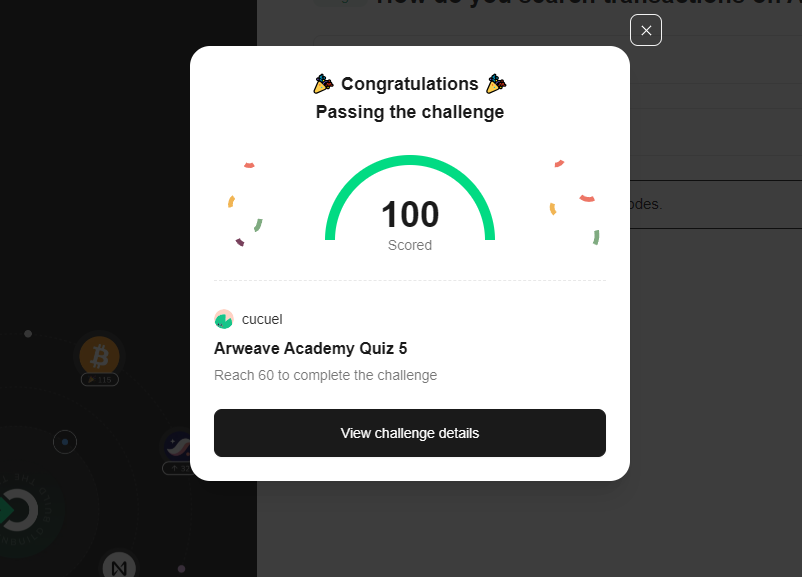 How do you search transactions on A
Congratulations
Passing the challenge
100
Scored
odes.
cucuel
Arweave Academy Quiz 5
Reach 60 to complete the challenge
View challenge details
115